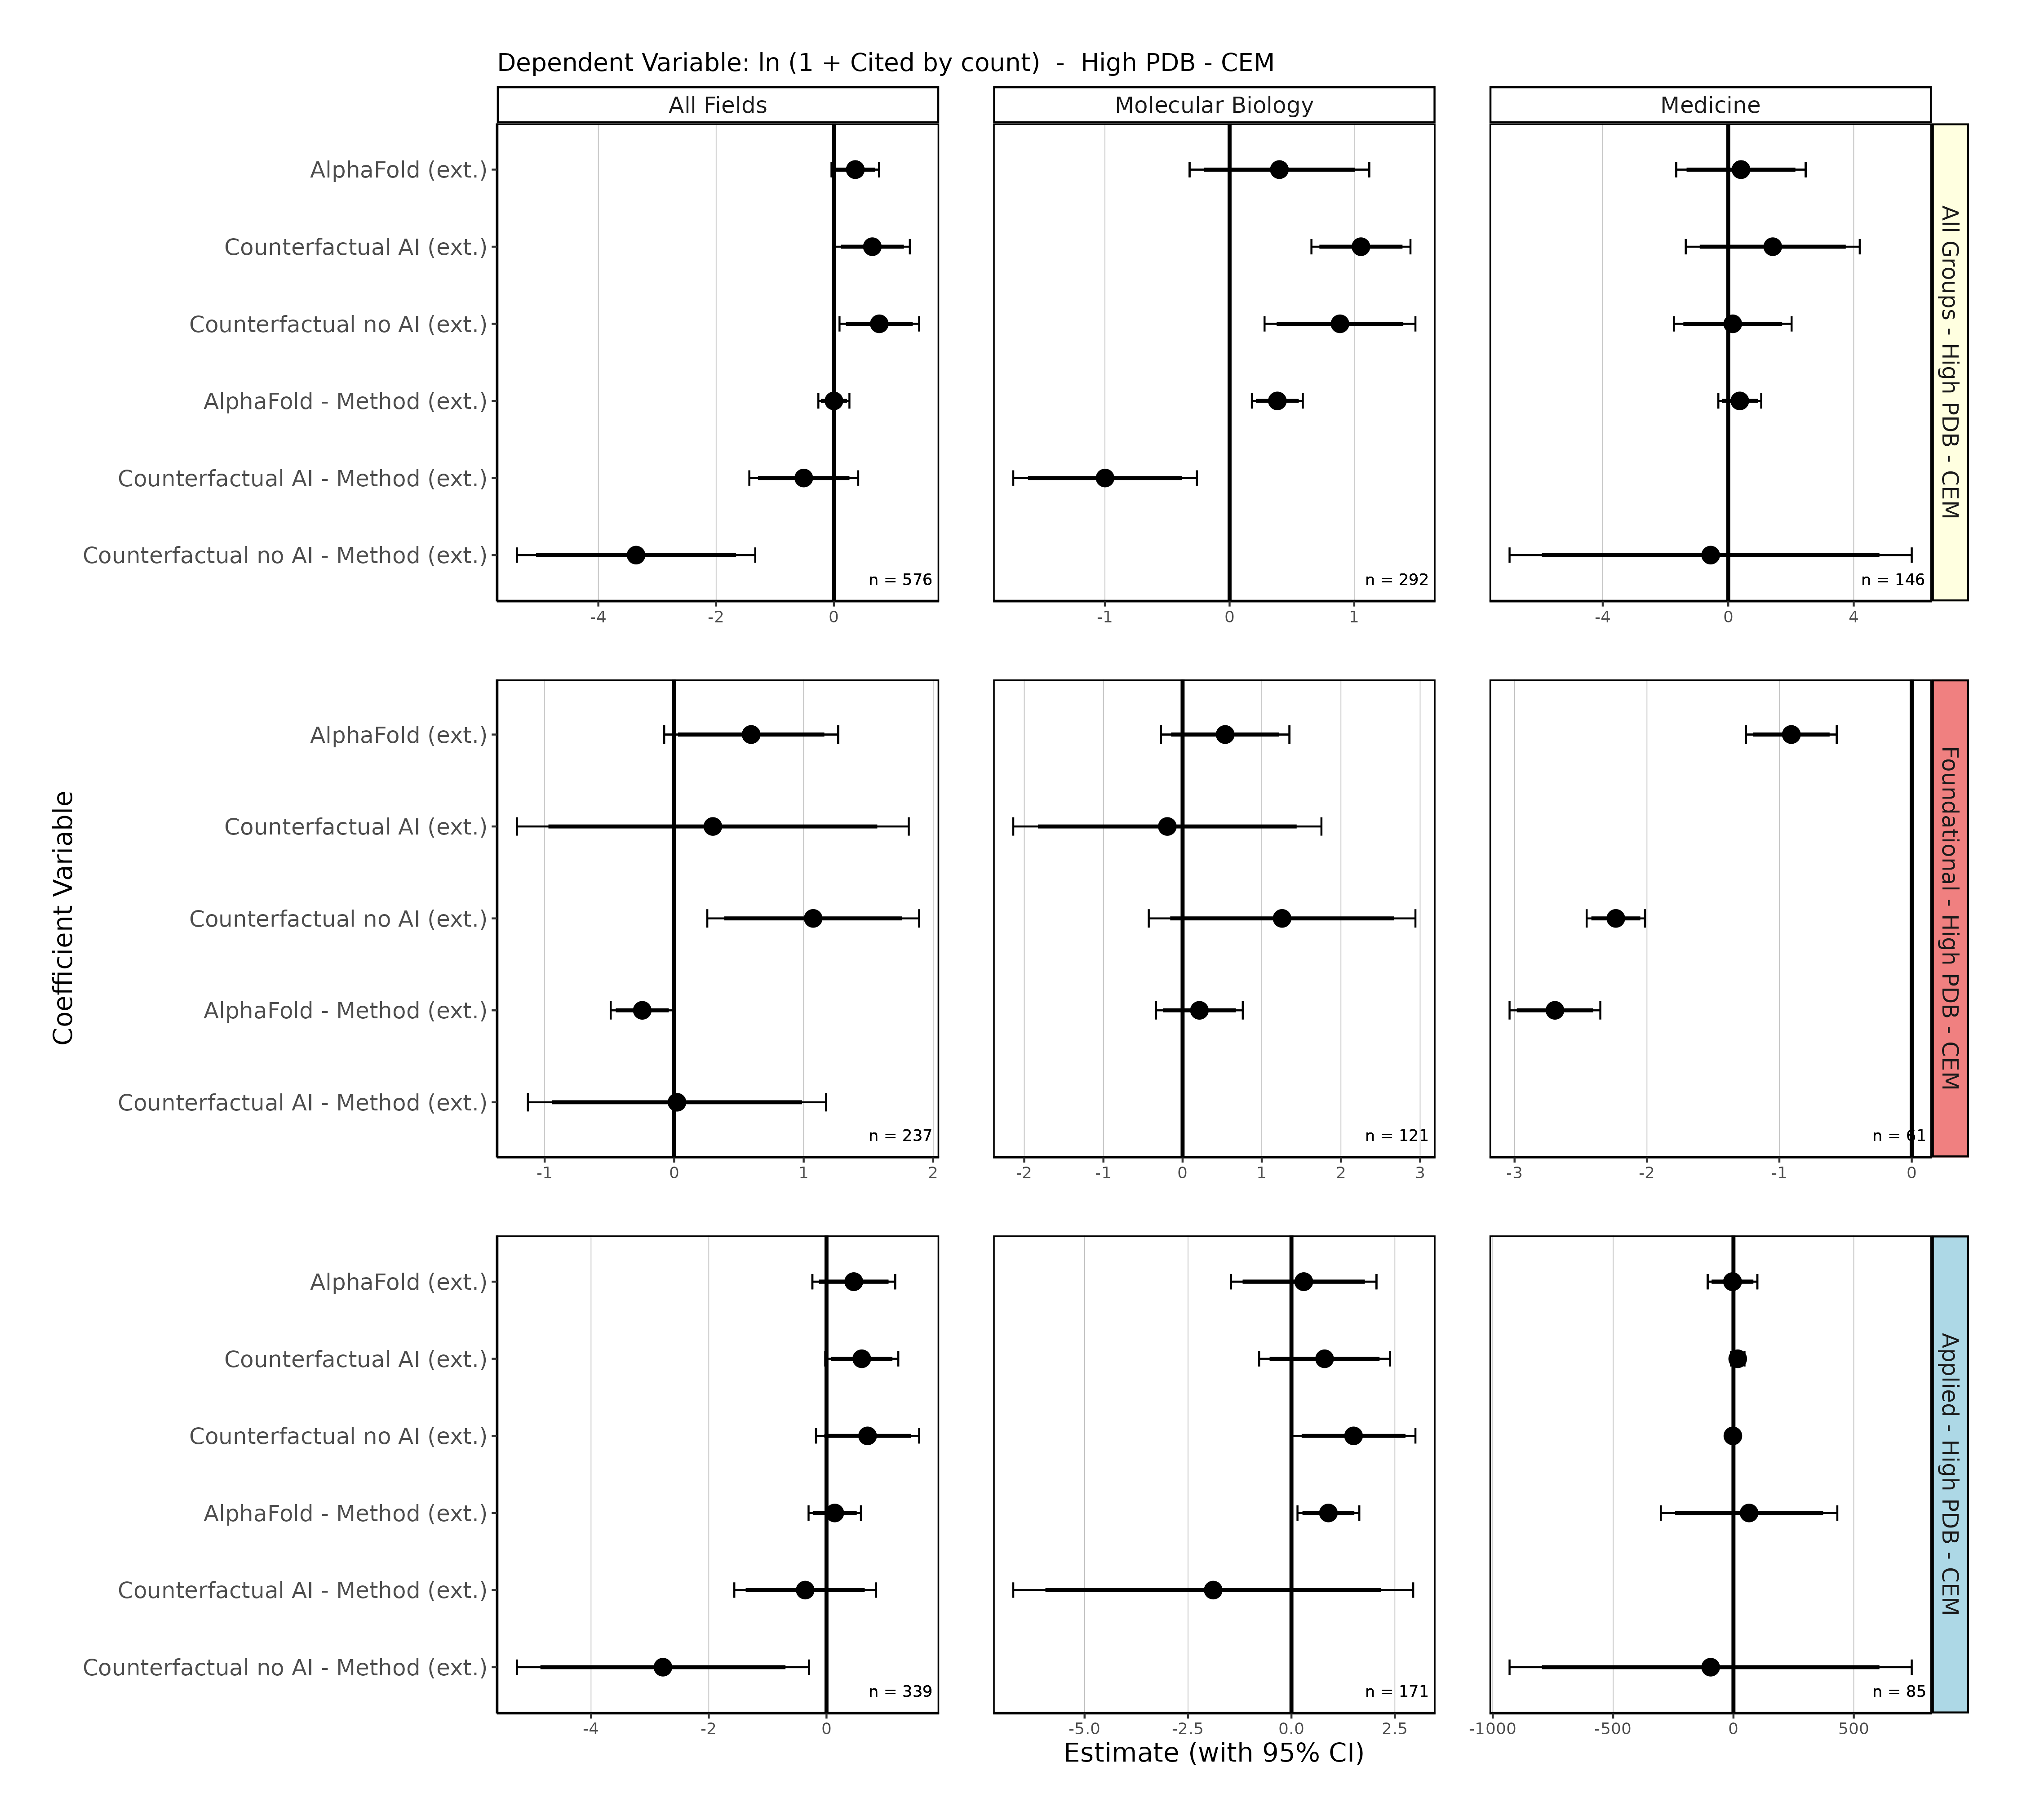 Dependent Variable: ln (1 + Cited by count)  -  High PDB - CEM
All Fields
Molecular Biology
Medicine
AlphaFold (ext.)
Counterfactual AI (ext.)
Counterfactual no AI (ext.)
AlphaFold - Method (ext.)
Counterfactual AI - Method (ext.)
Counterfactual no AI - Method (ext.)
n = 576
n = 292
n = 146
All Groups - High PDB - CEM
-4 -2 0
-1 0 1
-4 0 4
Coefficient Variable
AlphaFold (ext.)
Counterfactual AI (ext.)
Counterfactual no AI (ext.)
AlphaFold - Method (ext.)
Counterfactual AI - Method (ext.)
n = 237
n = 121
n = 61
Foundational - High PDB - CEM
-1 0 1 2
-2 -1 0 1 2 3
-3 -2 -1 0
AlphaFold (ext.)
Counterfactual AI (ext.)
Counterfactual no AI (ext.)
AlphaFold - Method (ext.)
Counterfactual AI - Method (ext.)
Counterfactual no AI - Method (ext.)
n = 339
n = 171
n = 85
Applied - High PDB - CEM
-4 -2 0
-5.0 -2.5 0.0 2.5
-1000 -500 0 500
Estimate (with 95% CI)